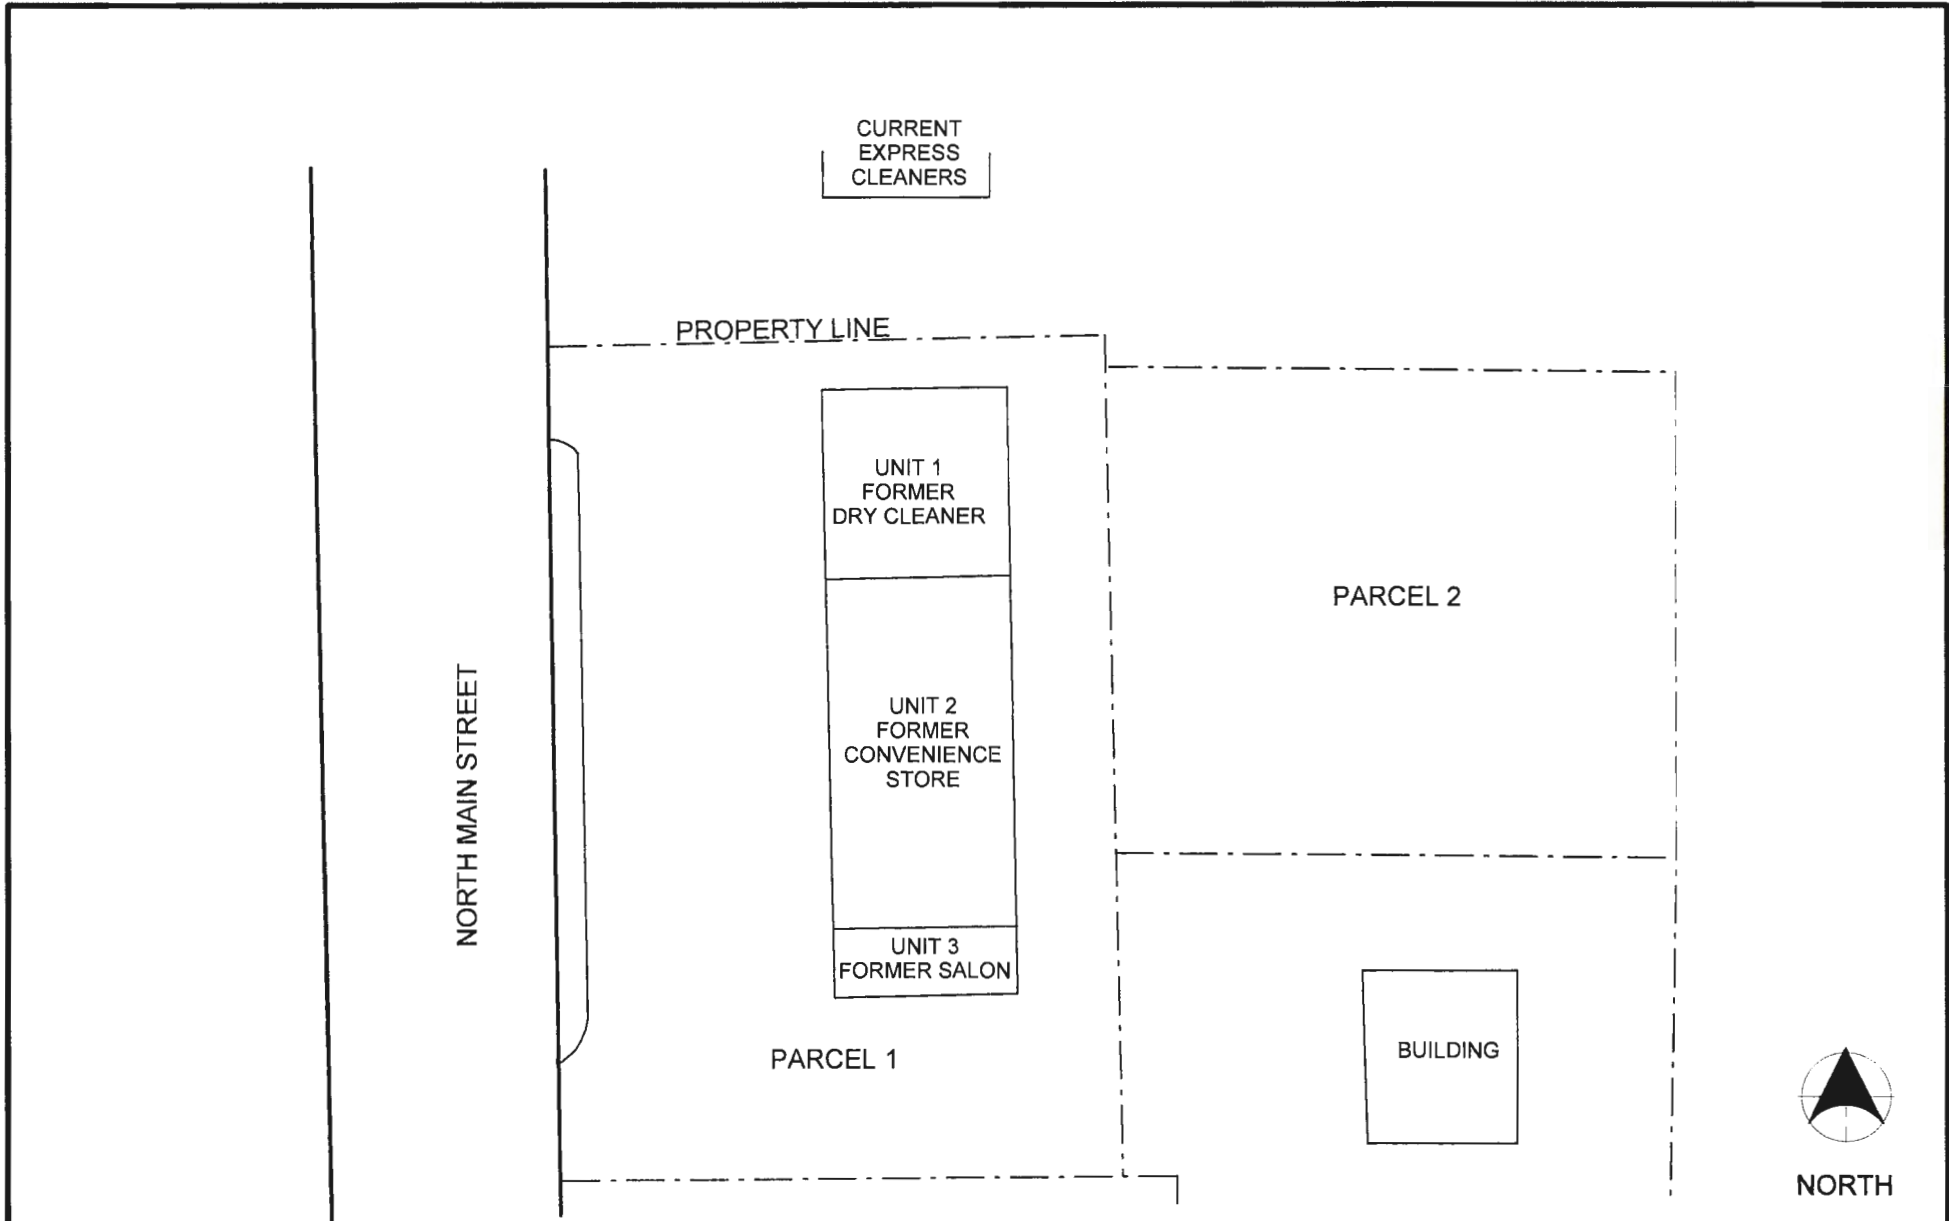 CURRENT
EXPRESS
CLEANERS
PROPERTY LINE
UNIT 1
FORMER
DRY CLEANER
PARCEL 2
NORTH MAIN STREET
UNIT 2
FORMER
CONVENIENCE
STORE
UNIT 3
FORMER SALON
PARCEL 1
BUILDING
NORTH